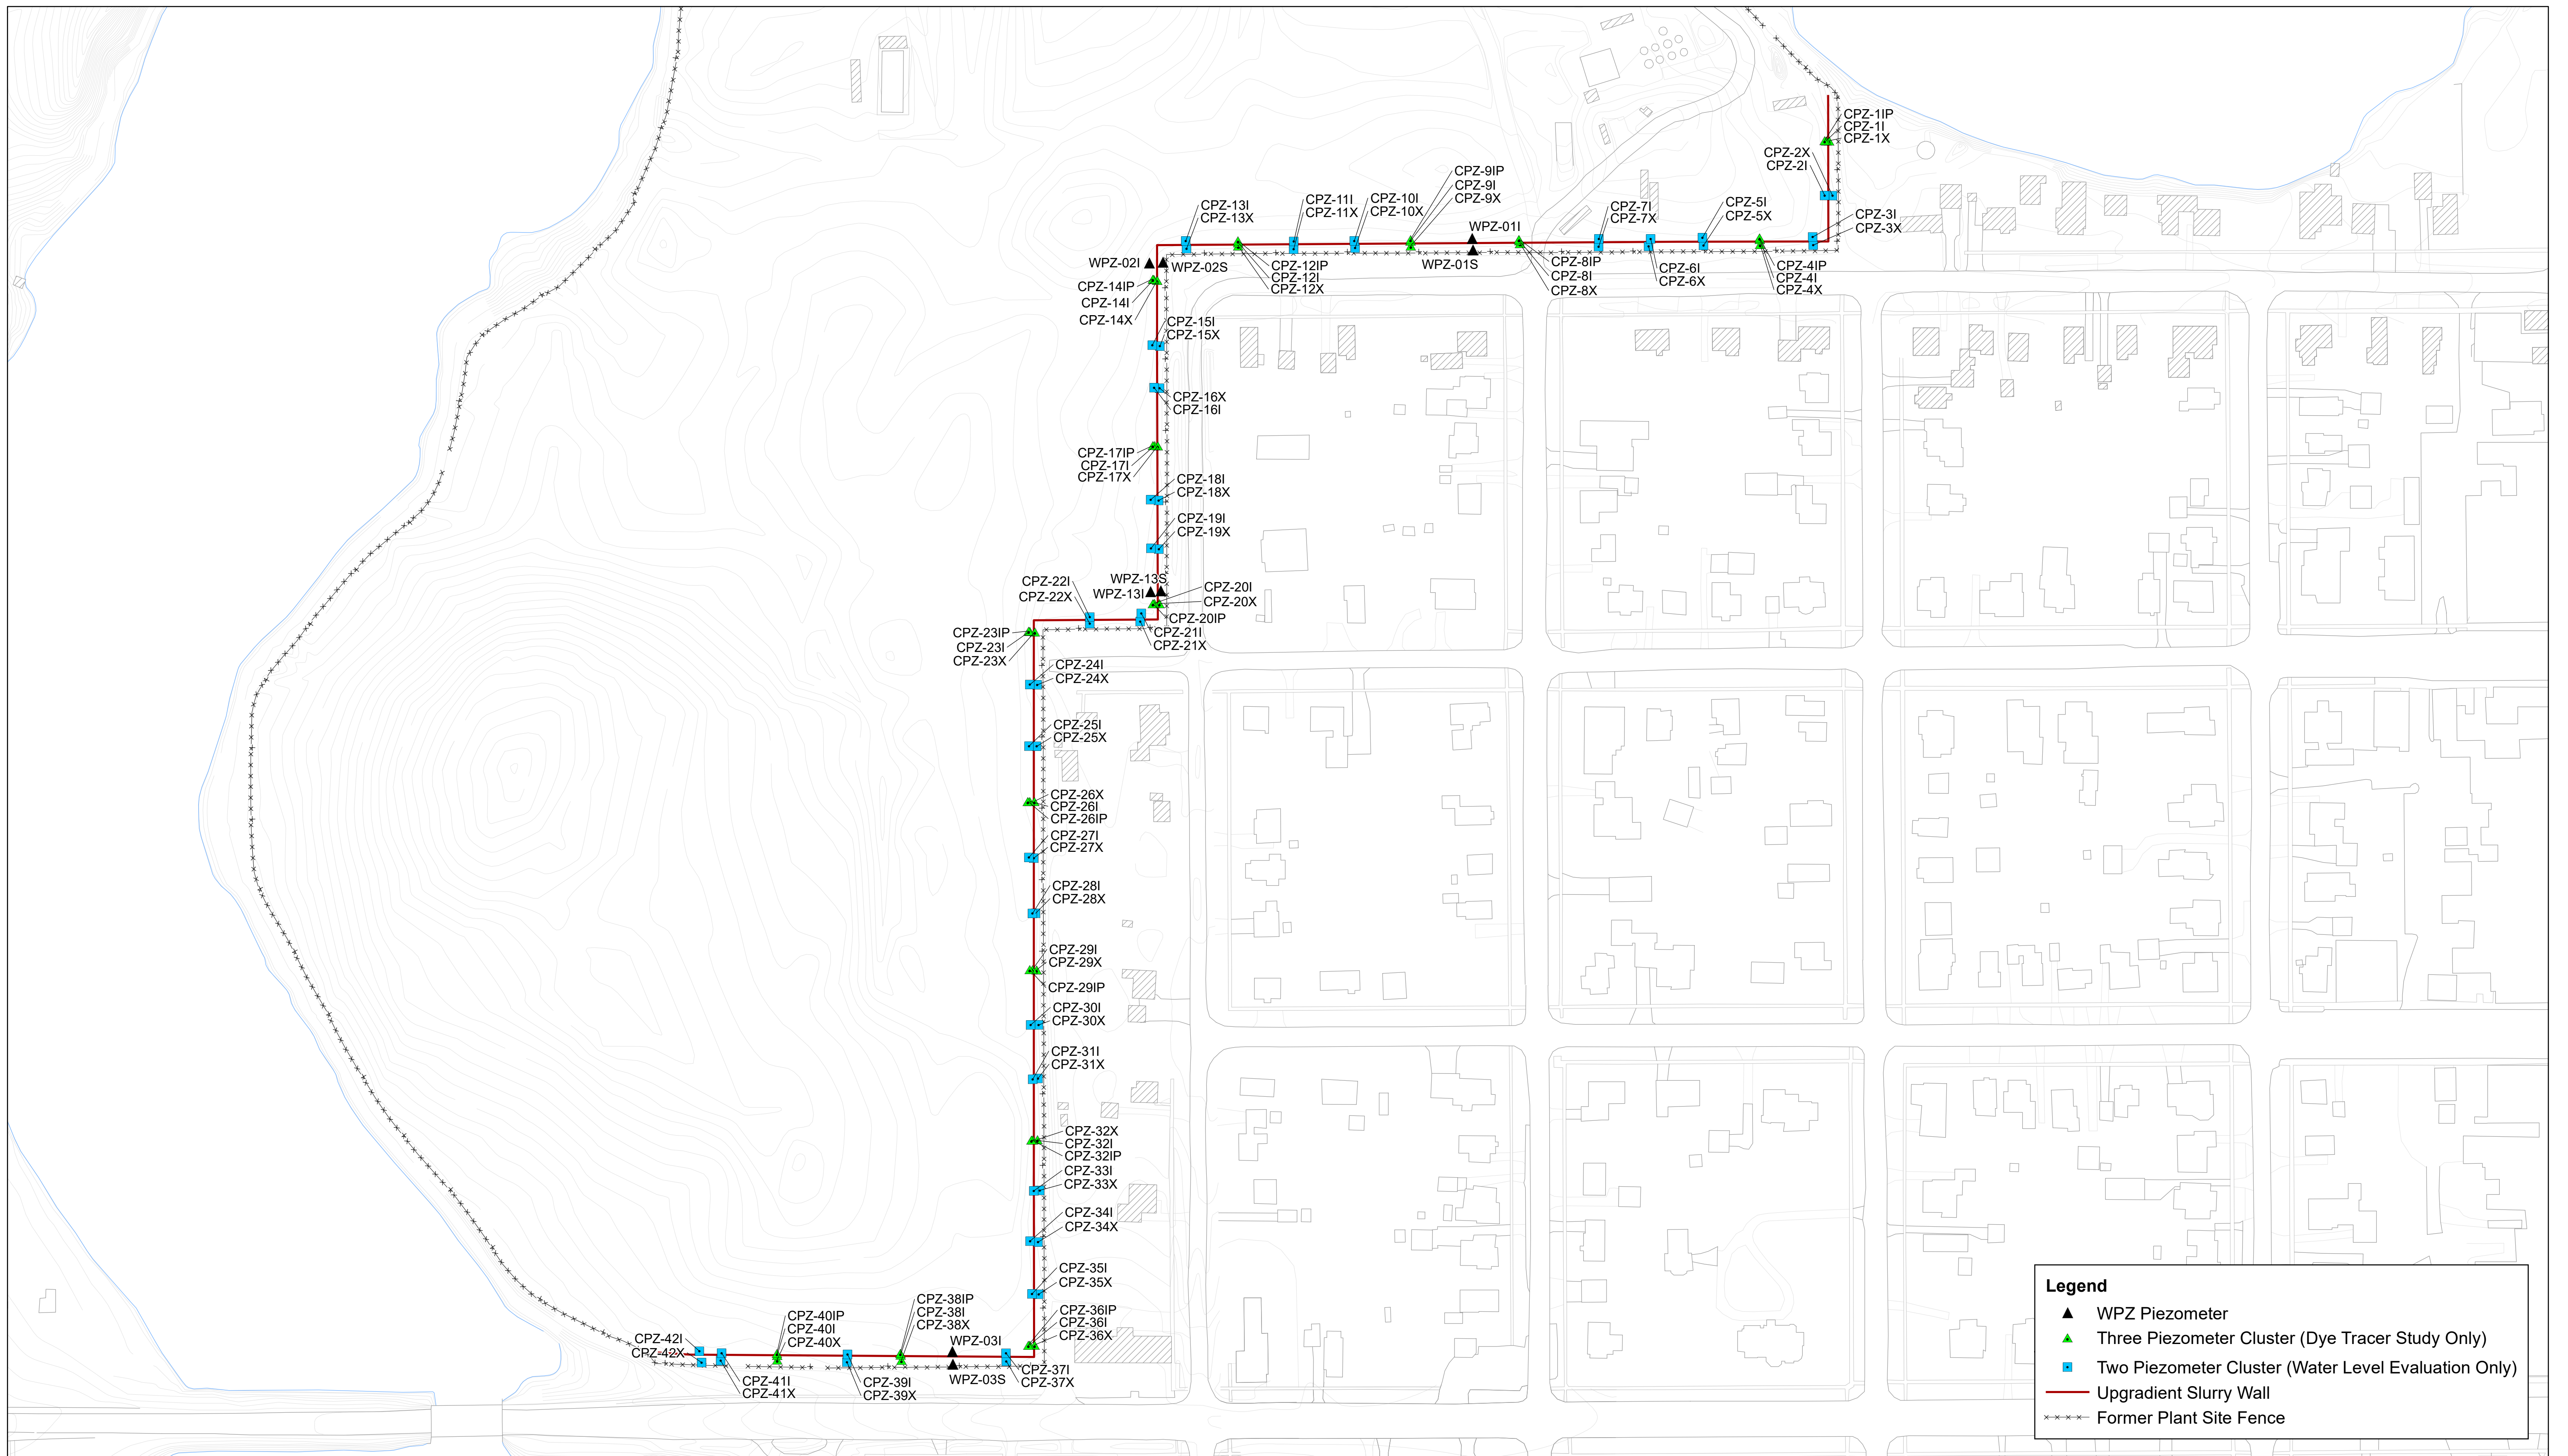 CPZ-1IP
CPZ-1I
CPZ-1X
CPZ-2X
CPZ-2I
CPZ-3I
CPZ-3X
CPZ-9IP
CPZ-9I
CPZ-9X
CPZ-13I
CPZ-13X
CPZ-11I
CPZ-11X
CPZ-10I
CPZ-10X
WPZ-01I
CPZ-7I
CPZ-7X
CPZ-5I
CPZ-5X
WPZ-02I
WPZ-02S
CPZ-12IP
CPZ-12I
CPZ-12X
WPZ-01S
CPZ-8IP
CPZ-8I
CPZ-8X
CPZ-6I
CPZ-6X
CPZ-4IP
CPZ-4I
CPZ-4X
CPZ-14IP
CPZ-14I
CPZ-14X
CPZ-15I
CPZ-15X
CPZ-16X
CPZ-16I
CPZ-17IP
CPZ-17I
CPZ-17X
CPZ-18I
CPZ-18X
CPZ-19I
CPZ-19X
WPZ-13S
WPZ-13I
CPZ-22I
CPZ-22X
CPZ-20I
CPZ-20X
CPZ-20IP
CPZ-21I
CPZ-21X
CPZ-23IP
CPZ-23I
CPZ-23X
CPZ-24I
CPZ-24X
CPZ-25I
CPZ-25X
CPZ-26X
CPZ-26I
CPZ-26IP
CPZ-27I
CPZ-27X
CPZ-28I
CPZ-28X
CPZ-29I
CPZ-29X
CPZ-29IP
CPZ-30I
CPZ-30X
CPZ-31I
CPZ-31X
CPZ-32X
CPZ-32I
CPZ-32IP
CPZ-33I
CPZ-33X
CPZ-34I
CPZ-34X
CPZ-35I
CPZ-35X
CPZ-36IP
CPZ-36I
CPZ-36X
CPZ-38IP
CPZ-38I
CPZ-38X
CPZ-40IP
CPZ-40I
CPZ-40X
WPZ-03I
CPZ-42I
CPZ-42X
CPZ-41I
CPZ-41X
CPZ-39I
CPZ-39X
WPZ-03S
CPZ-37I
CPZ-37X
Legend
WPZ Piezometer
Three Piezometer Cluster (Dye Tracer Study Only)
Two Piezometer Cluster (Water Level Evaluation Only)
Upgradient Slurry Wall
Former Plant Site Fence